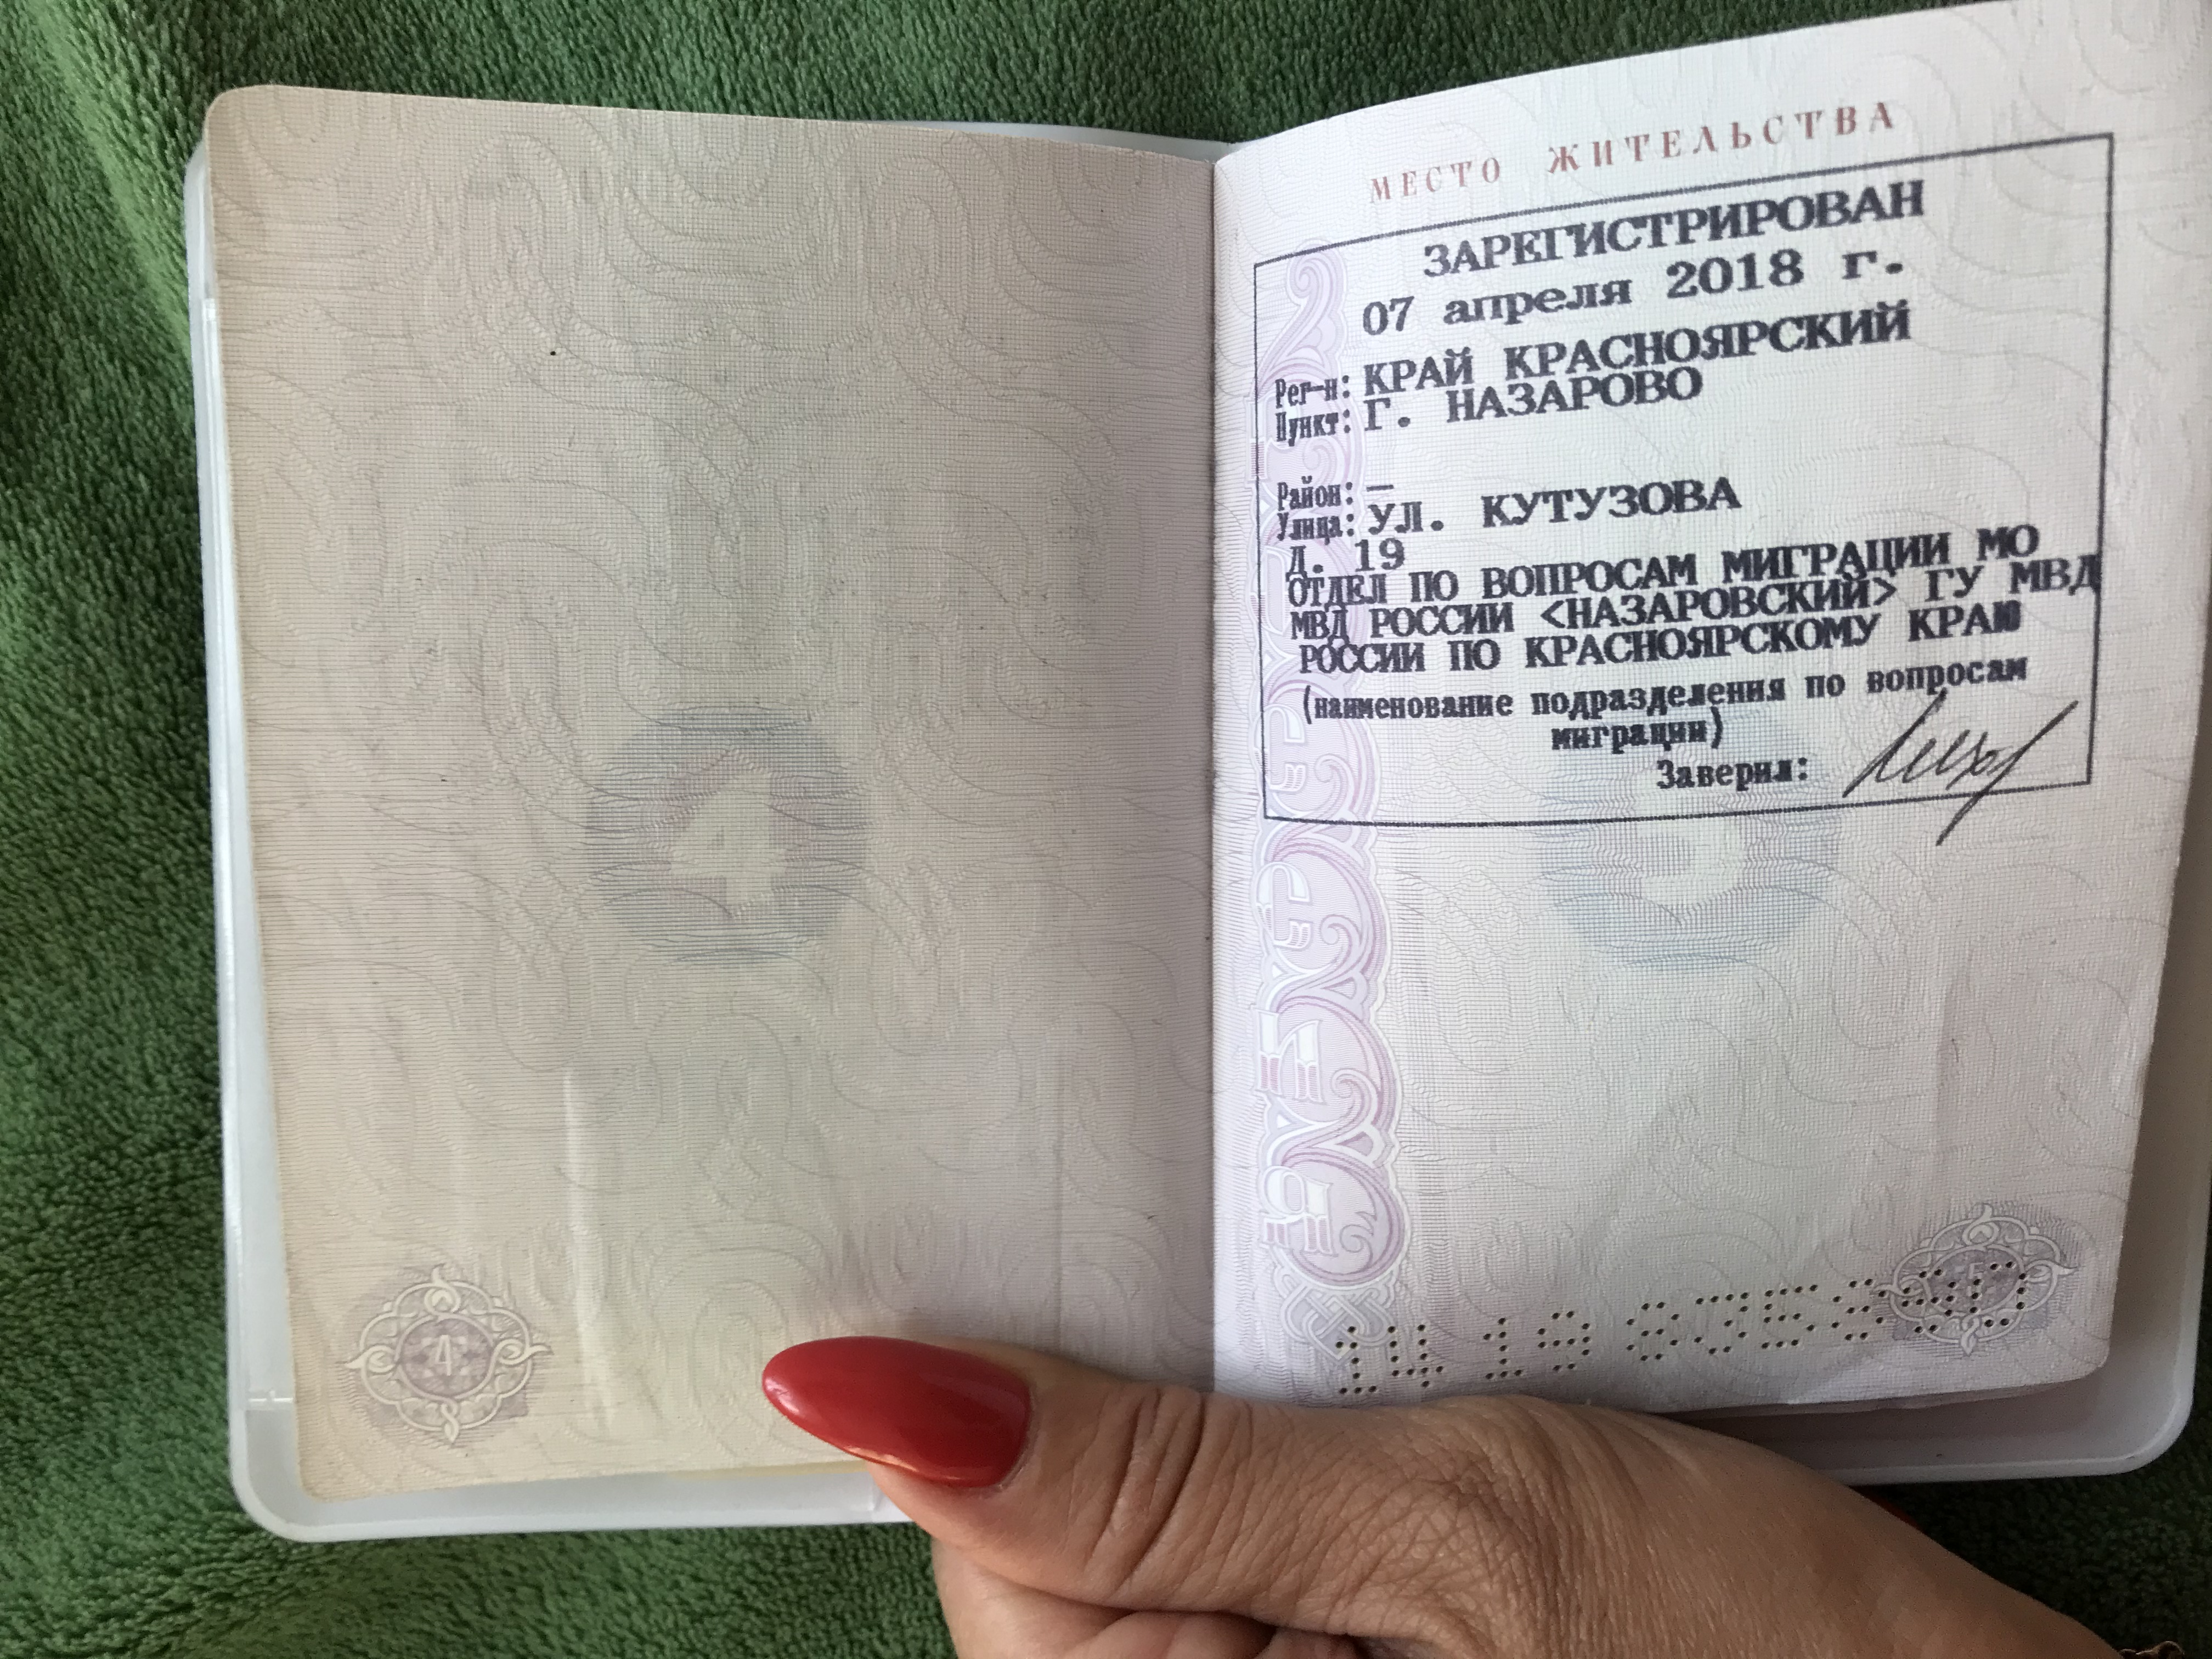 МЕСТО ЖИТЕЛЬСТВА
ЗАРЕГИСТРИРОВАН
07 апреля 2018 г.
Рег-н: КРАЙ КРАСНОЯРСКИЙ
Пункт: Г. НАЗАРОВО
Район: —
Улица: УЛ. КУТУЗОВА
Д. 19
ОТДЕЛ ПО ВОПРОСАМ МИГРАЦИИ МО
МВД РОССИИ <НАЗАРОВСКИЙ> ГУ МВД
РОССИИ ПО КРАСНОЯРСКОМУ КРАЮ
(наименование подразделения по вопросам
миграции)
Заверил:
4
5